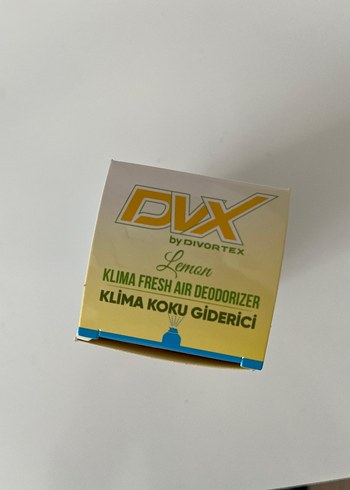 DVX
by DIVORTEX
Lemon
KLIMA FRESH AIR DEODORIZER
KLİMA KOKU GİDERİCİ